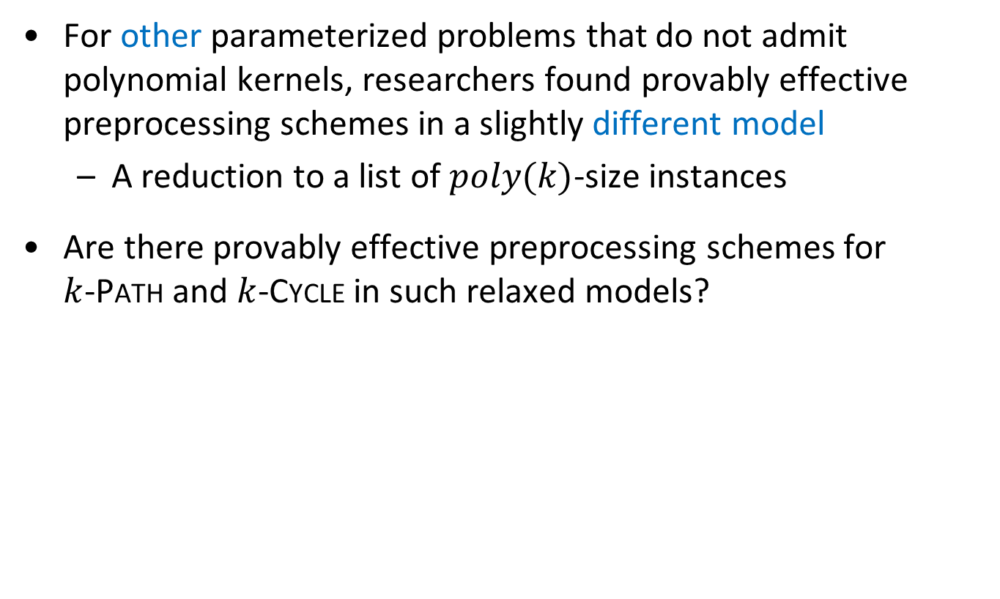 • For other parameterized problems that do not admit
polynomial kernels, researchers found provably effective
preprocessing schemes in a slightly different model
– A reduction to a list of poly(k)-size instances
• Are there provably effective preprocessing schemes for
k-PATH and k-CYCLE in such relaxed models?